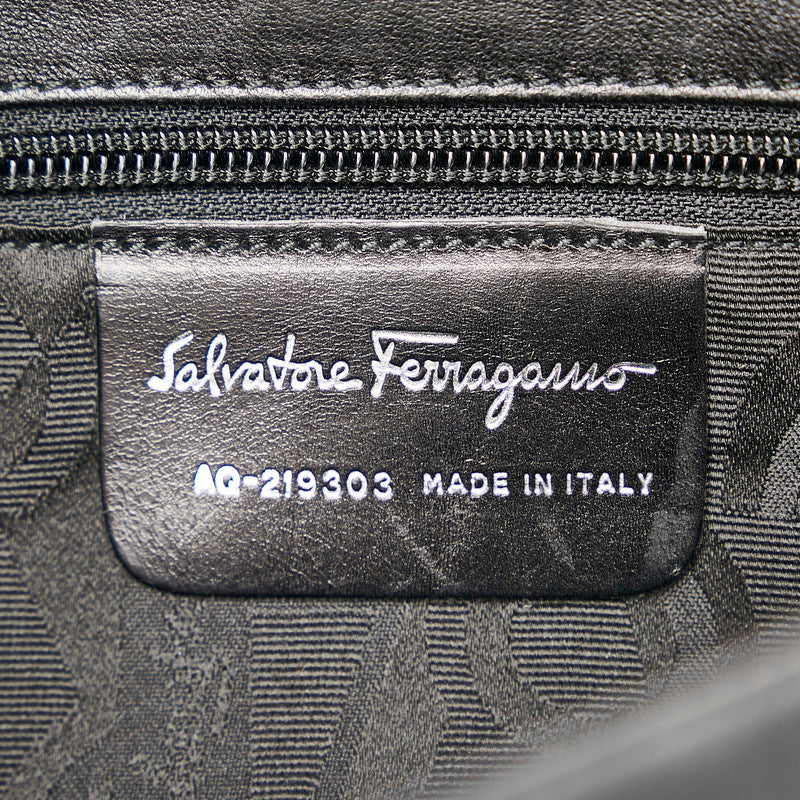 Salvatore Ferragamo
AQ-219303 MADE IN ITALY